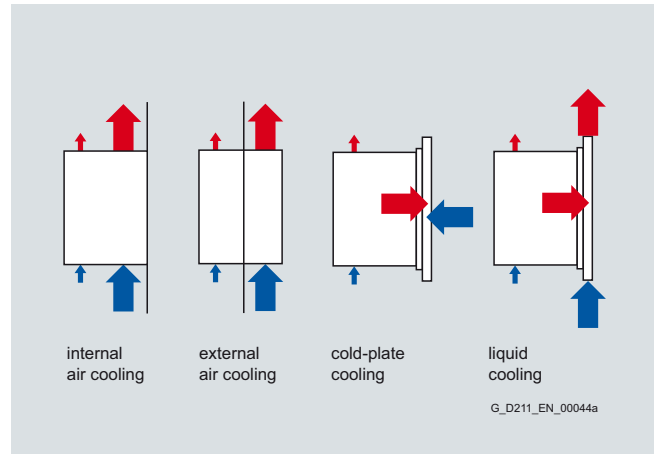 internal
air cooling
external
air cooling
cold-plate
cooling
liquid
cooling
G_D211_EN_00044a